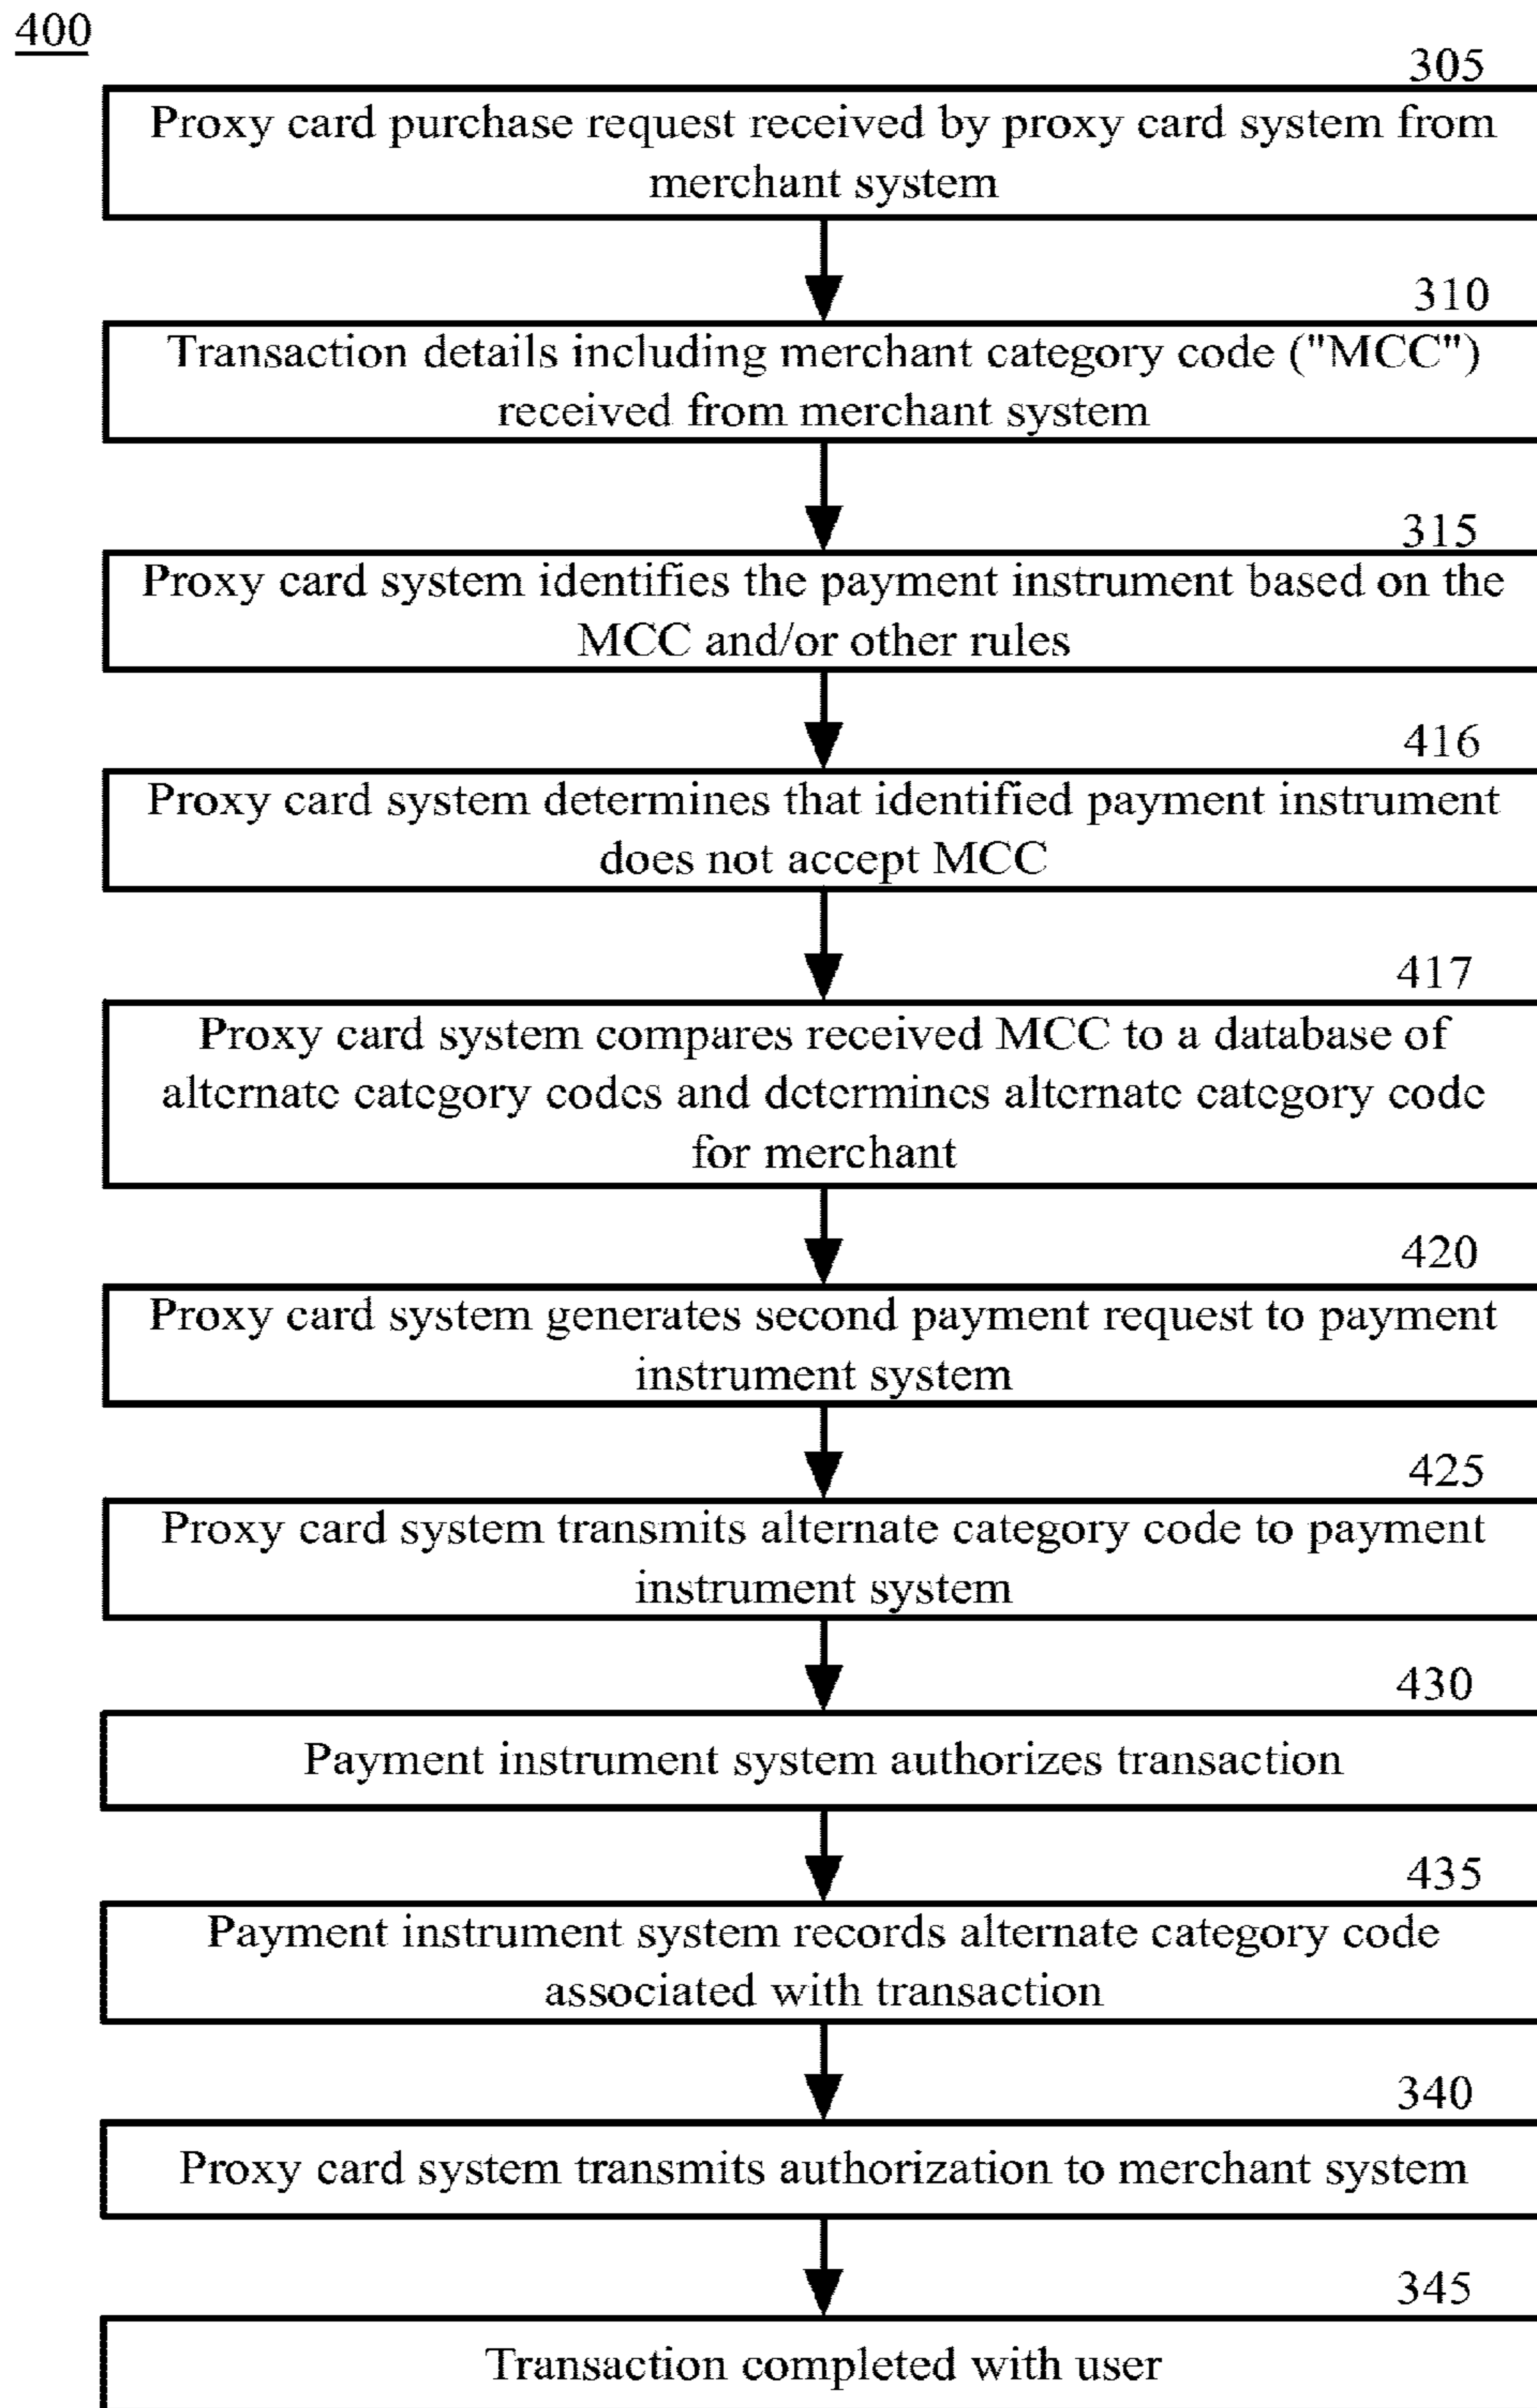 400
305
Proxy card purchase request received by proxy card system from
merchant system
310
Transaction details including merchant category code ("MCC")
received from merchant system
315
Proxy card system identifies the payment instrument based on the
MCC and/or other rules
416
Proxy card system determines that identified payment instrument
does not accept MCC
417
Proxy card system compares received MCC to a database of
alternate category codes and determines alternate category code
for merchant
420
Proxy card system generates second payment request to payment
instrument system
425
Proxy card system transmits alternate category code to payment
instrument system
430
Payment instrument system authorizes transaction
435
Payment instrument system records alternate category code
associated with transaction
340
Proxy card system transmits authorization to merchant system
345
Transaction completed with user